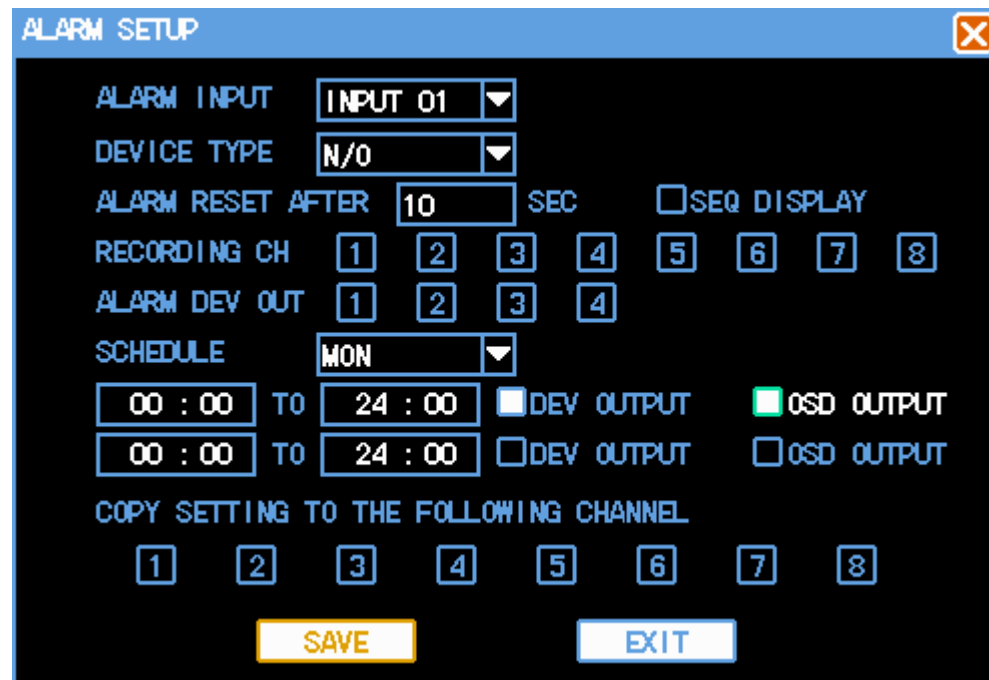 ALARM SETUP
ALARM INPUT INPUT 01
DEVICE TYPE N/O
ALARM RESET AFTER 10 SEC SEQ DISPLAY
RECORDING CH 1 2 3 4 5 6 7 8
ALARM DEV OUT 1 2 3 4
SCHEDULE MON
00 : 00 TO 24 : 00 DEV OUTPUT OSD OUTPUT
00 : 00 TO 24 : 00 DEV OUTPUT OSD OUTPUT
COPY SETTING TO THE FOLLOWING CHANNEL
1 2 3 4 5 6 7 8
SAVE EXIT